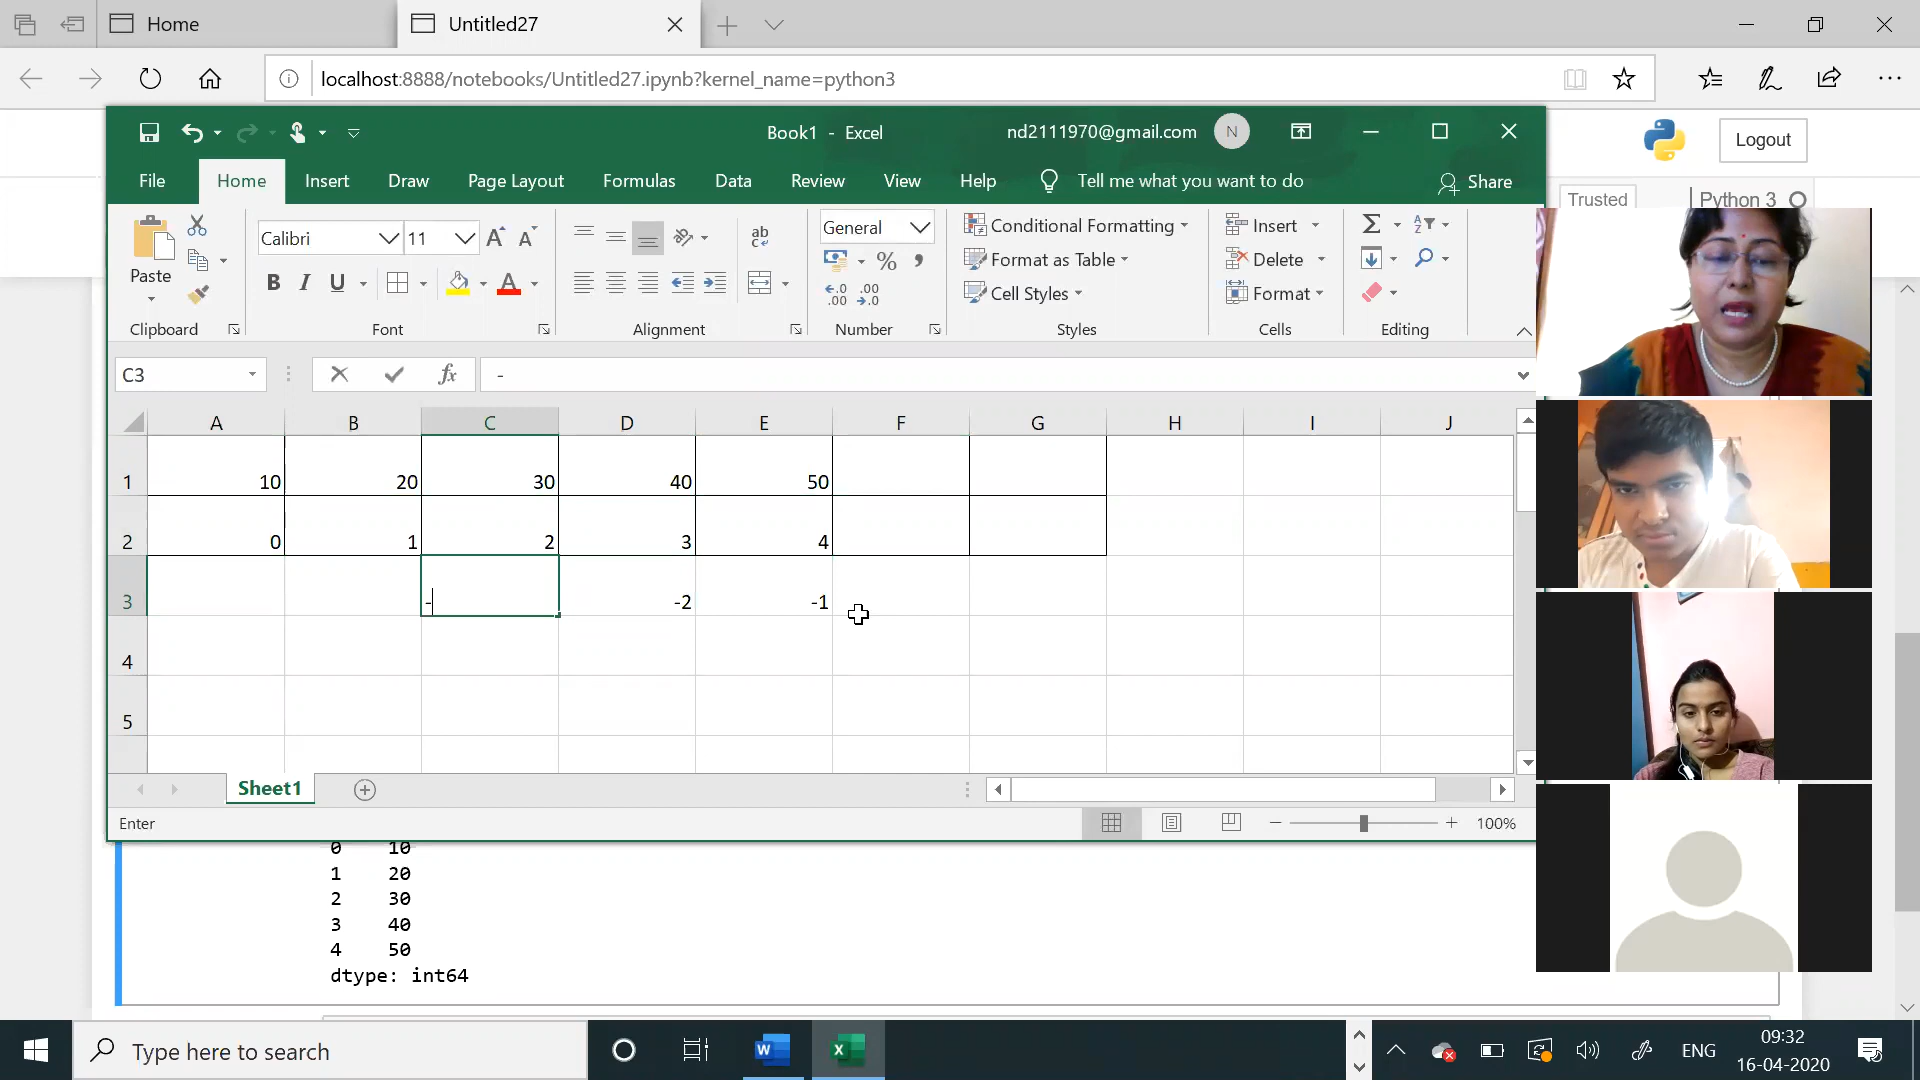 Home
Untitled27
localhost:8888/notebooks/Untitled27.ipynb?kernel_name=python3
Book1 - Excel
nd2111970@gmail.com
N
Logout
File
Home
Insert
Draw
Page Layout
Formulas
Data
Review
View
Help
Tell me what you want to do
Share
Trusted
Python 3
Paste
Calibri
11
B I U
ab
General
% ,
.00
.00
Conditional Formatting
Format as Table
Cell Styles
Insert
Delete
Format
Clipboard
Font
Alignment
Number
Styles
Cells
Editing
C3
fx
-
A B C D E F G H I J
1 10 20 30 40 50
2 0 1 2 3 4
3 - -2 -1
4
5
Sheet1
Enter
100%
0 10
1 20
2 30
3 40
4 50
dtype: int64
Type here to search
ENG
09:32
16-04-2020